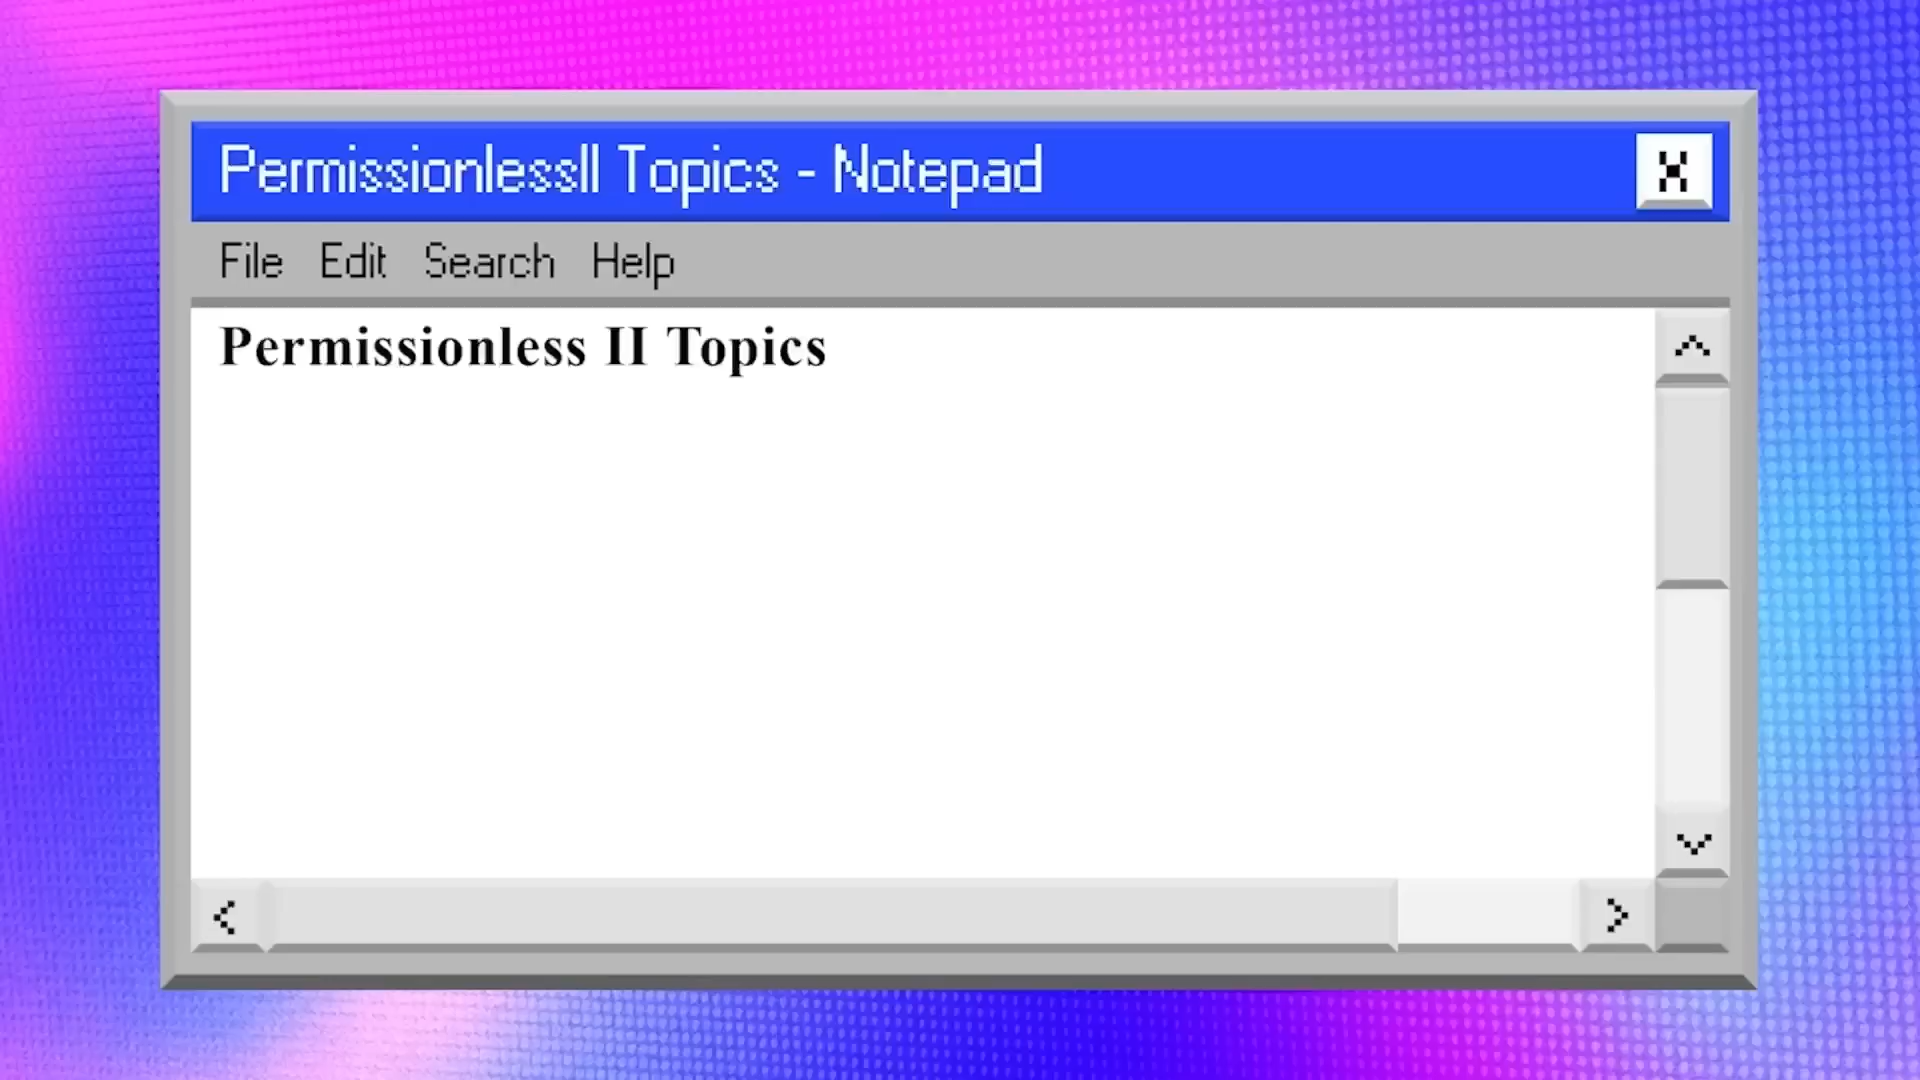 PermissionlessII Topics - Notepad
X
File Edit Search Help
Permissionless II Topics